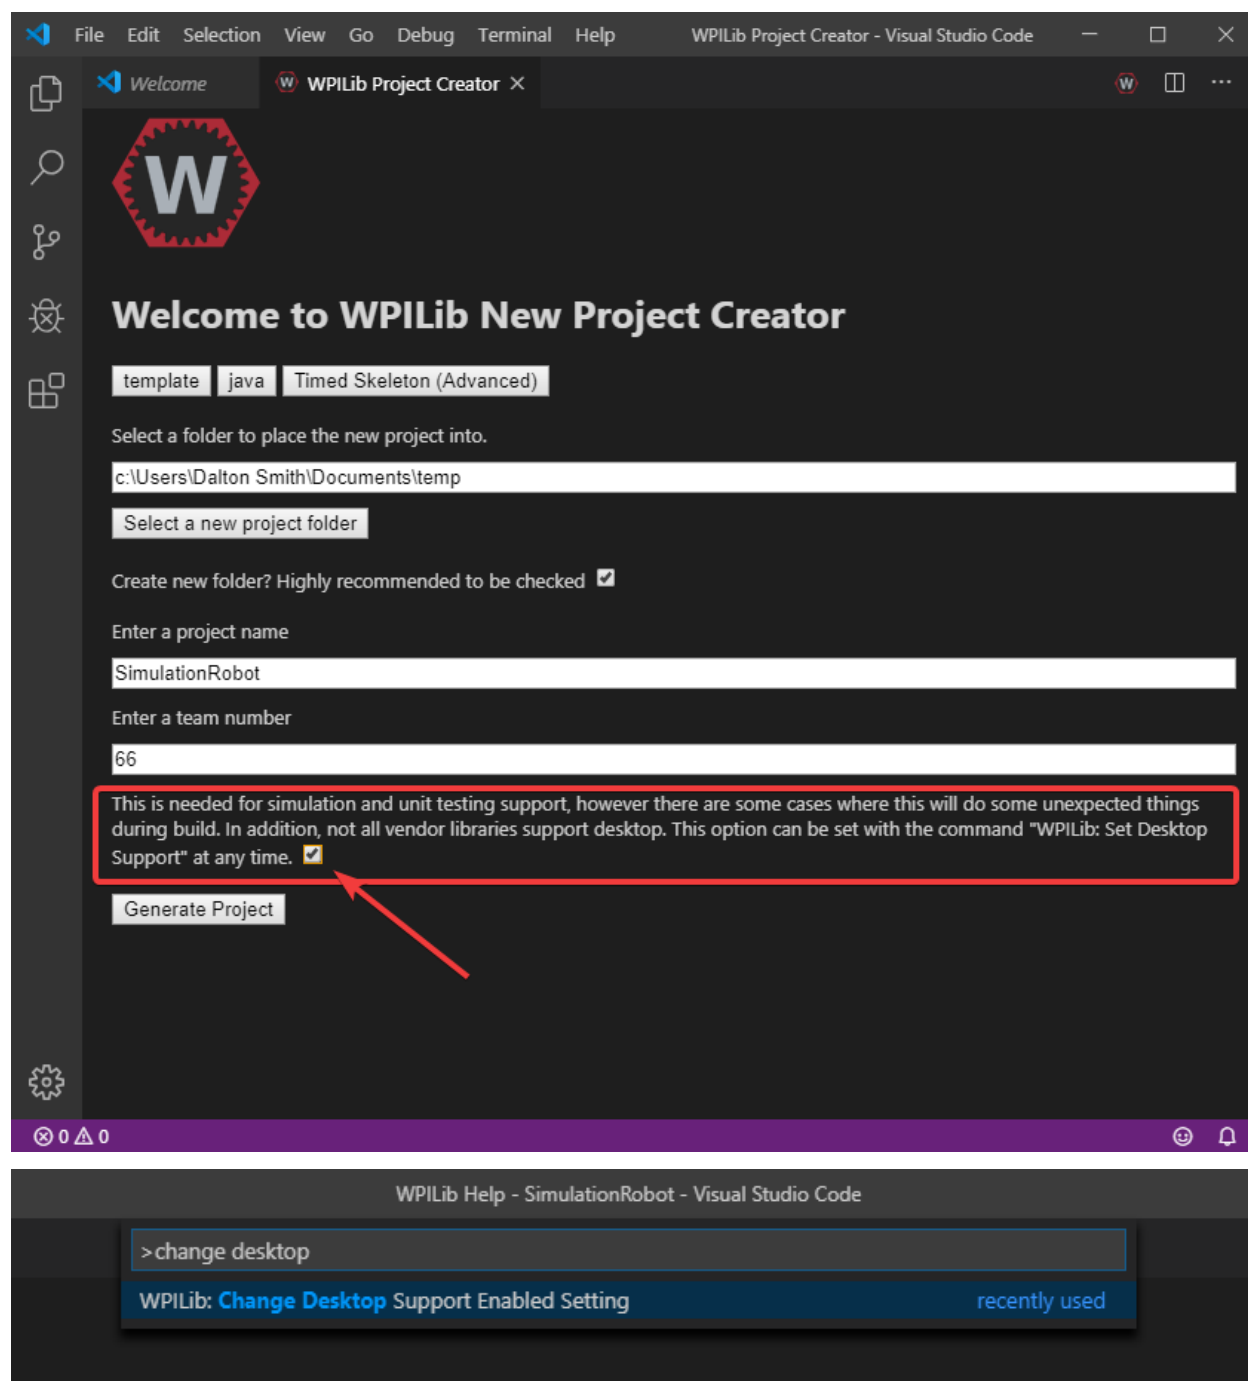 File Edit Selection View Go Debug Terminal Help WPILib Project Creator - Visual Studio Code
Welcome WPILib Project Creator
W
Welcome to WPILib New Project Creator
template java Timed Skeleton (Advanced)
Select a folder to place the new project into.
c:\Users\Dalton Smith\Documents\temp
Select a new project folder
Create new folder? Highly recommended to be checked
Enter a project name
SimulationRobot
Enter a team number
66
This is needed for simulation and unit testing support, however there are some cases where this will do some unexpected things
during build. In addition, not all vendor libraries support desktop. This option can be set with the command "WPILib: Set Desktop
Support" at any time.
Generate Project
0 0
WPILib Help - SimulationRobot - Visual Studio Code
>change desktop
WPILib: Change Desktop Support Enabled Setting recently used